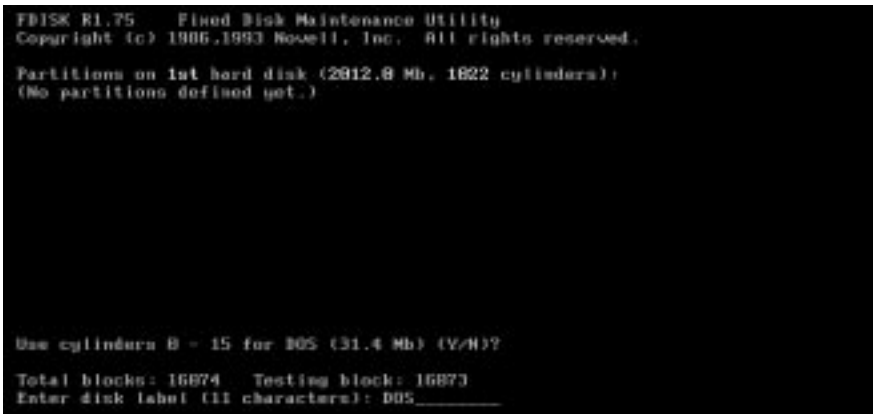 FDISK R1.75    Fixed Disk Maintenance Utility
Copyright (c) 1986,1993 Novell, Inc.  All rights reserved.
Partitions on 1st hard disk (2012.0 Mb, 1022 cylinders):
(No partitions defined yet.)
Use cylinders 0 - 15 for DOS (31.4 Mb) (Y/N)?
Total blocks: 16074   Testing block: 16073
Enter disk label (11 characters): DOS________